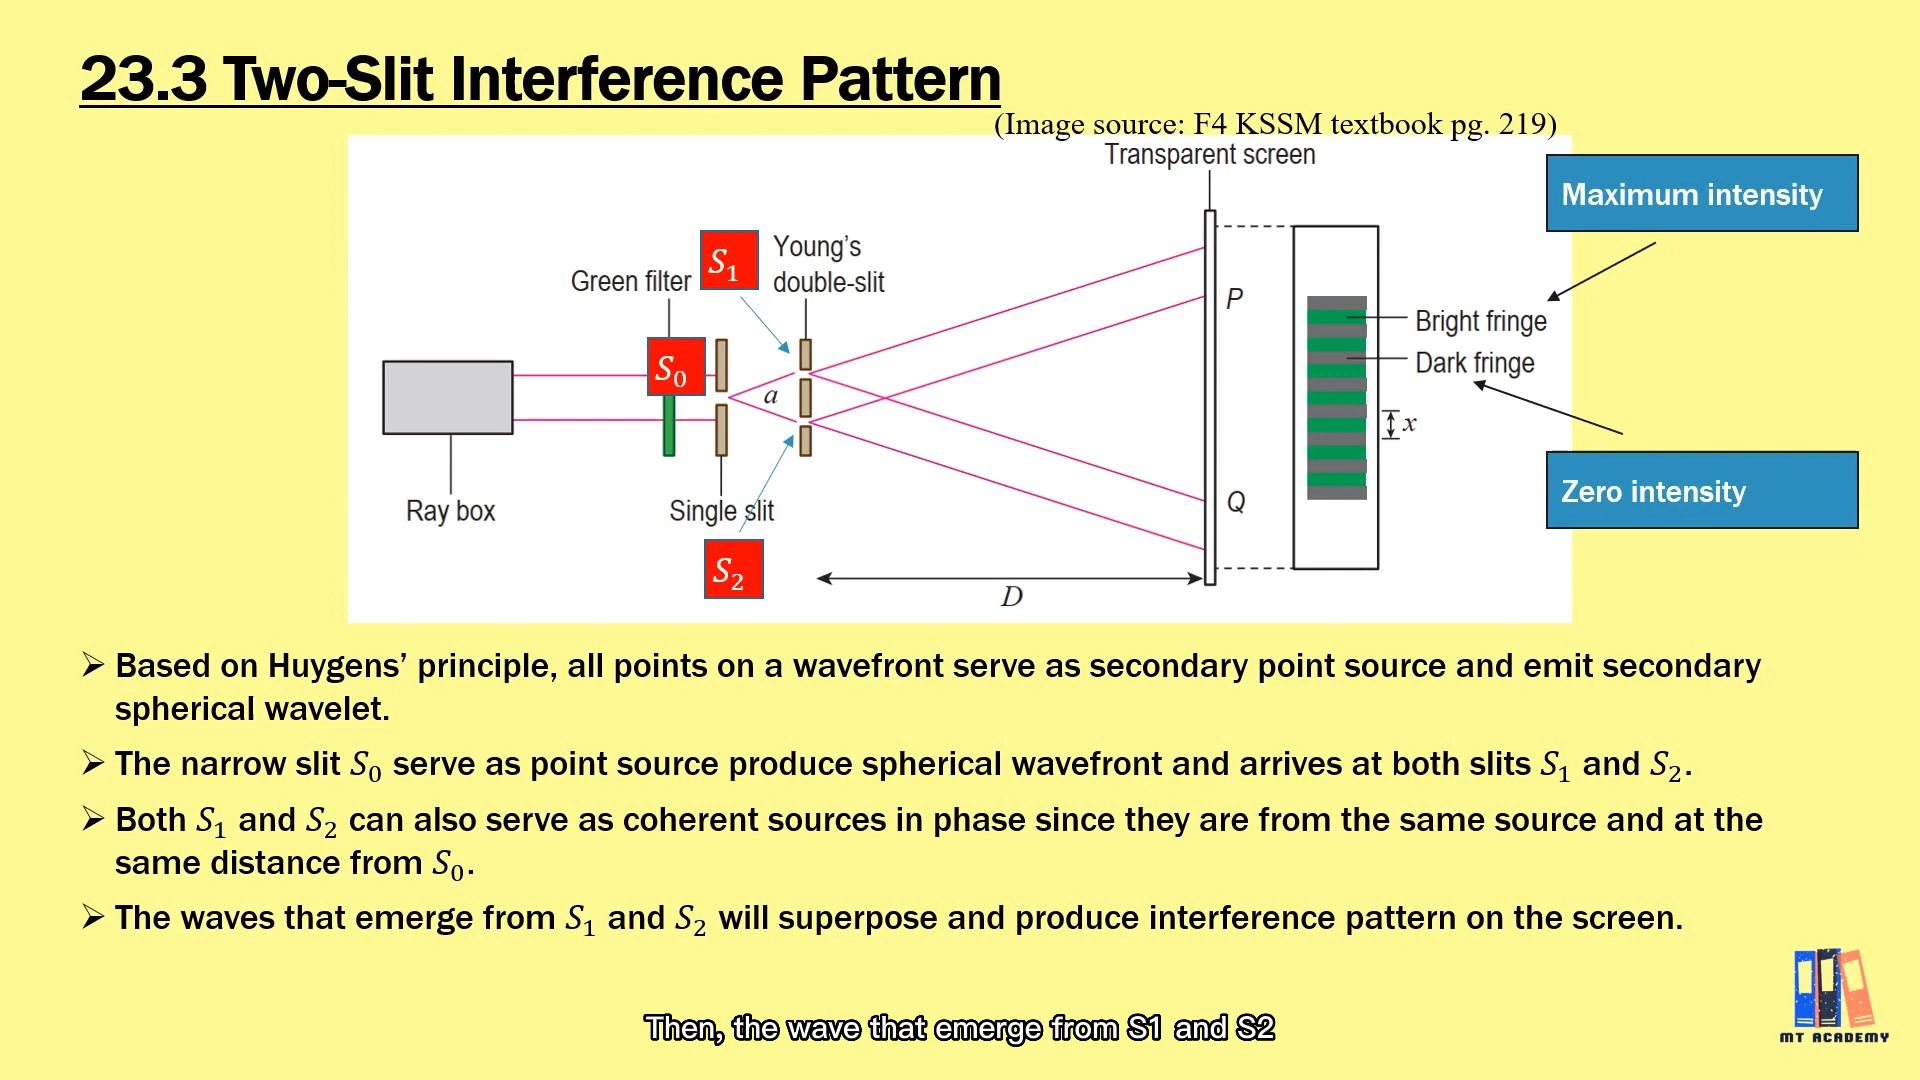 23.3 Two-Slit Interference Pattern
(Image source: F4 KSSM textbook pg. 219)
Transparent screen
Maximum intensity
S₁
Young’s
double-slit
Green filter
P
Bright fringe
S₀
Dark fringe
a
x
Zero intensity
Ray box
Single slit
Q
S₂
D
➢ Based on Huygens’ principle, all points on a wavefront serve as secondary point source and emit secondary
spherical wavelet.
➢ The narrow slit S₀ serve as point source produce spherical wavefront and arrives at both slits S₁ and S₂.
➢ Both S₁ and S₂ can also serve as coherent sources in phase since they are from the same source and at the
same distance from S₀.
➢ The waves that emerge from S₁ and S₂ will superpose and produce interference pattern on the screen.
Then, the wave that emerge from S1 and S2
MT ACADEMY